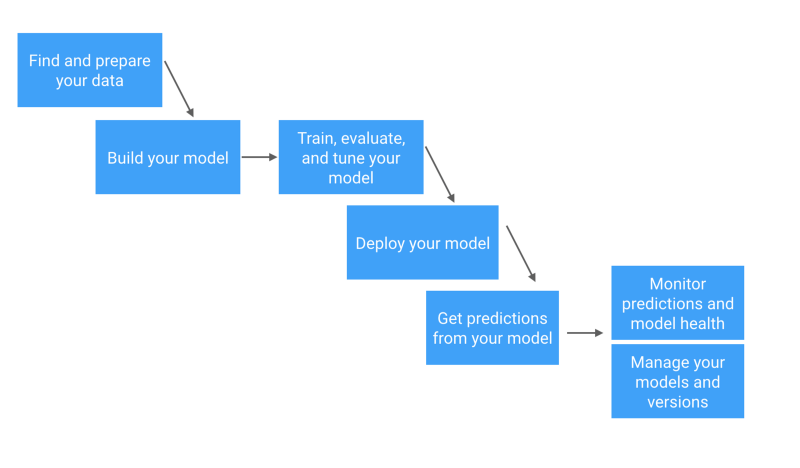 Find and prepare
your data
Build your model
Train, evaluate,
and tune your
model
Deploy your model
Get predictions
from your model
Monitor
predictions and
model health
Manage your
models and
versions